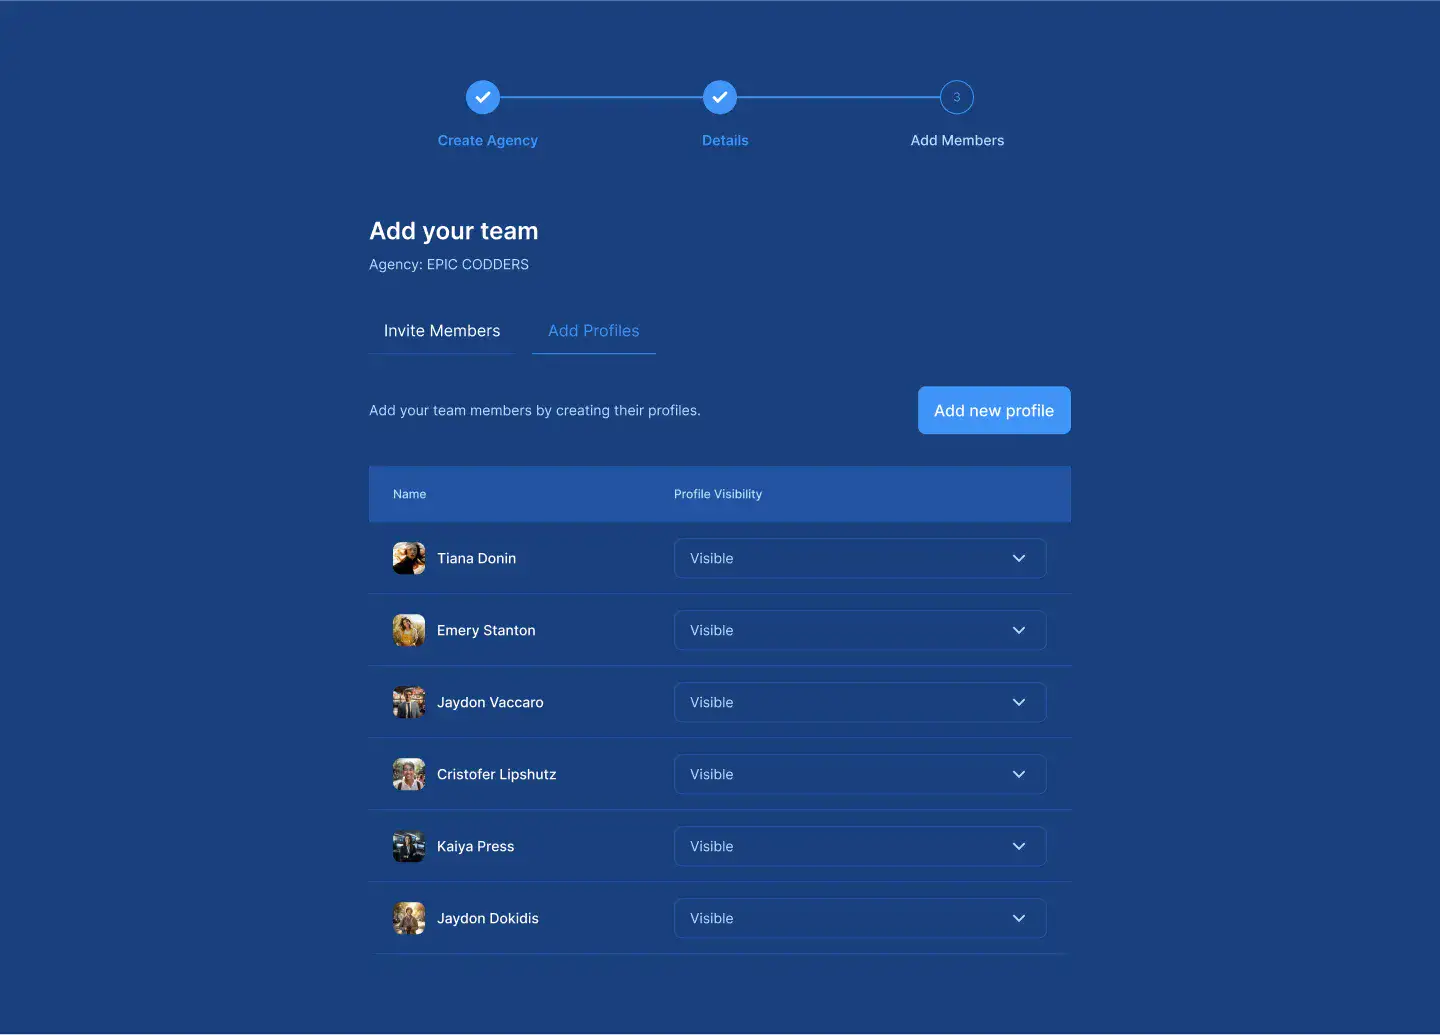 3
Create Agency
Details
Add Members
Add your team
Agency: EPIC CODDERS
Invite Members
Add Profiles
Add your team members by creating their profiles.
Add new profile
Name
Profile Visibility
Tiana Donin
Visible
Emery Stanton
Visible
Jaydon Vaccaro
Visible
Cristofer Lipshutz
Visible
Kaiya Press
Visible
Jaydon Dokidis
Visible